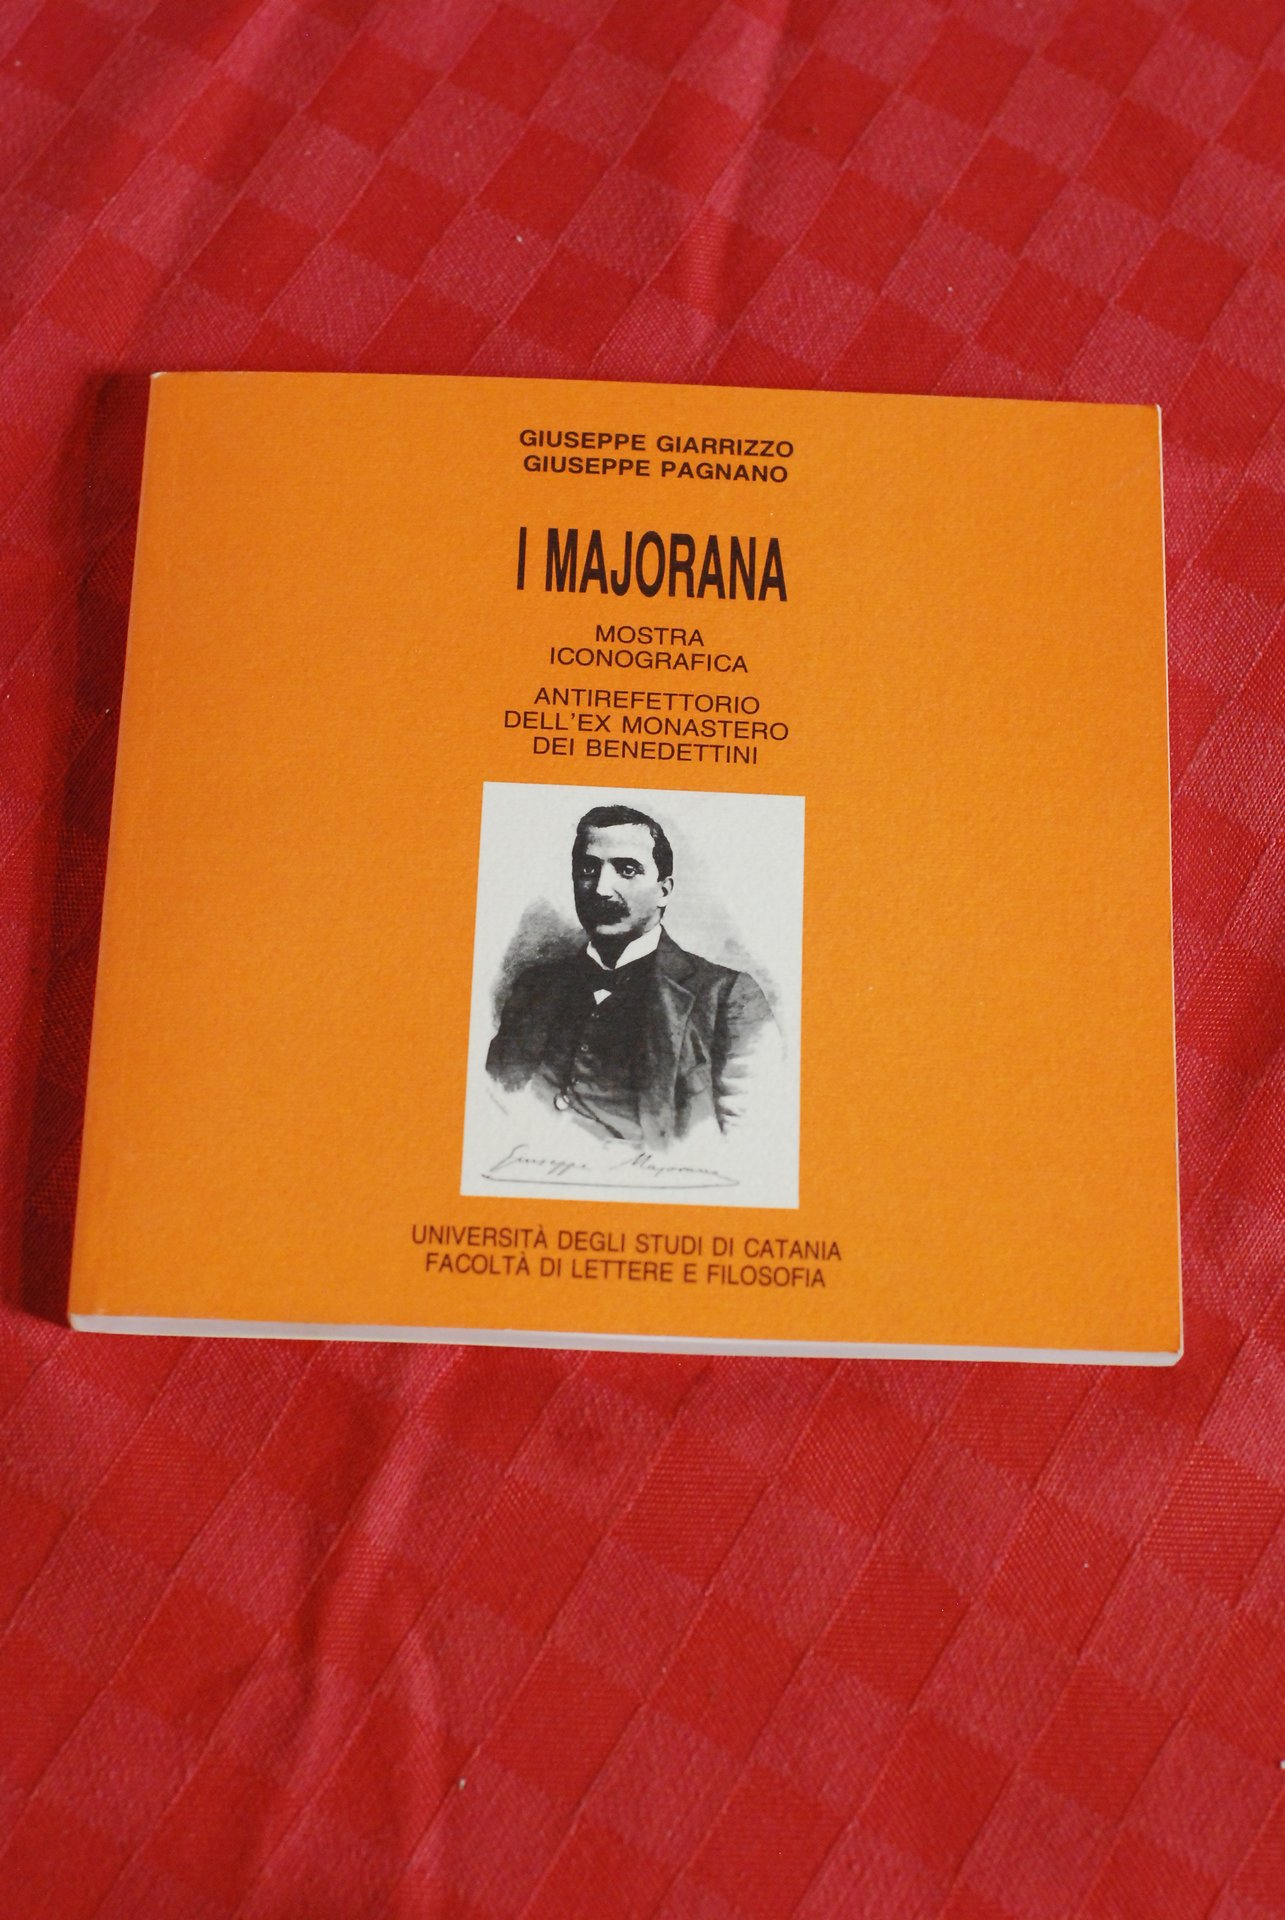 GIUSEPPE GIARRIZZO
GIUSEPPE PAGNANO
I MAJORANA
MOSTRA
ICONOGRAFICA
ANTIREFETTORIO
DELL'EX MONASTERO
DEI BENEDETTINI
Giuseppe Majorana
UNIVERSITÀ DEGLI STUDI DI CATANIA
FACOLTÀ DI LETTERE E FILOSOFIA